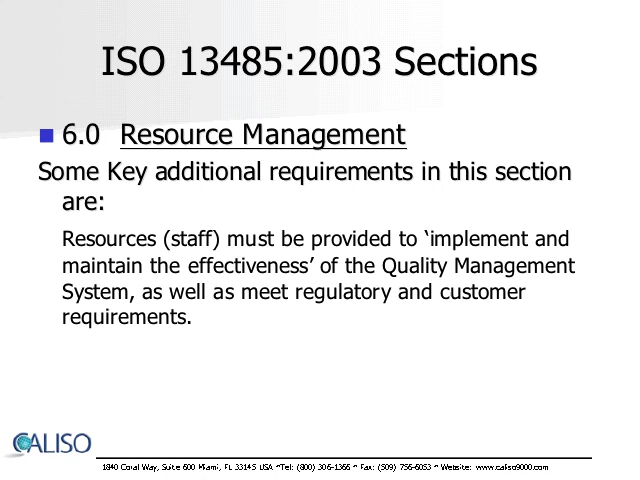 ISO 13485:2003 Sections
6.0 Resource Management
Some Key additional requirements in this section
are:
Resources (staff) must be provided to ‘implement and
maintain the effectiveness’ of the Quality Management
System, as well as meet regulatory and customer
requirements.
CALISO
1840 Coral Way, Suite 600 Miami, FL 33145 USA ~Tel: (800) 306-1366 ~ Fax: (509) 756-6053 ~ Website: www.caliso9000.com